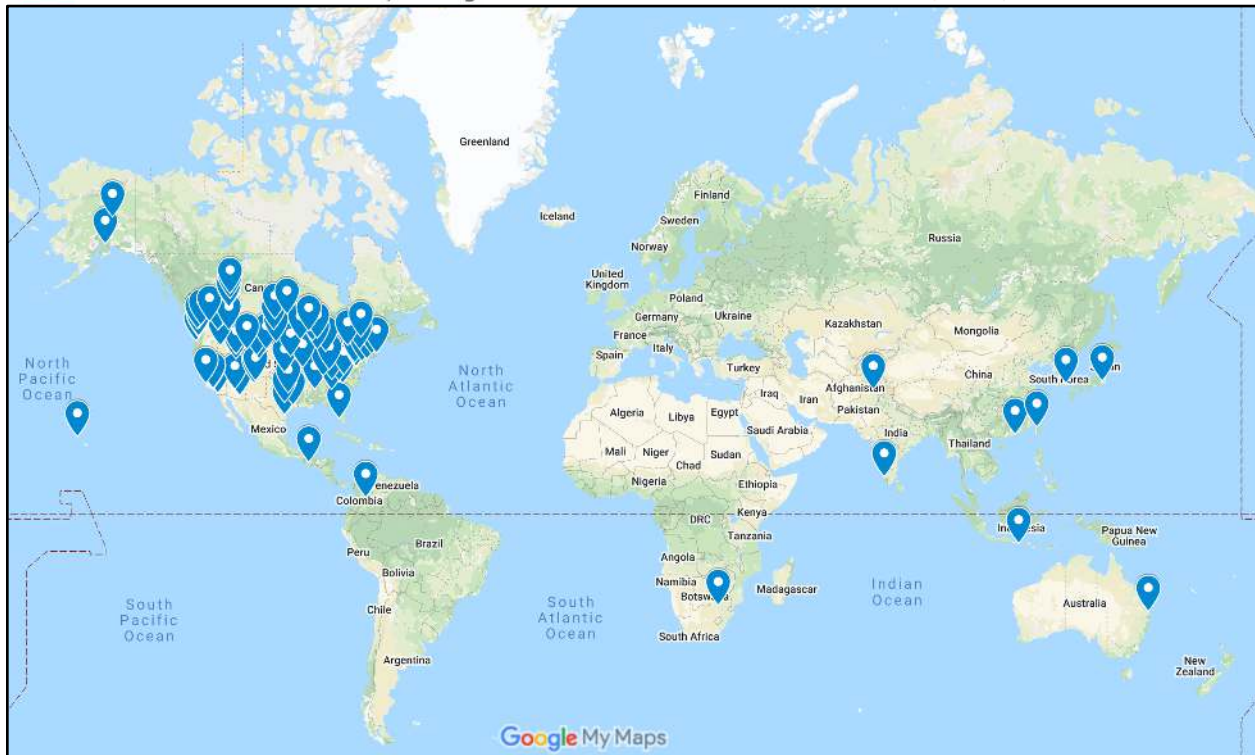 Greenland
Iceland
Finland
Sweden
Norway
Russia
United
Kingdom
Poland
Germany
Ukraine
France
Italy
Spain
Turkey
Kazakhstan
Mongolia
China
South Korea
Afghanistan
Pakistan
Iraq
Iran
India
Thailand
Algeria
Libya
Egypt
Saudi Arabia
Mali
Niger
Chad
Sudan
Nigeria
Ethiopia
DRC
Kenya
Tanzania
Angola
Namibia
Madagascar
South Africa
Papua New
Guinea
Australia
New
Zealand
North
Pacific
Ocean
North
Atlantic
Ocean
Mexico
Colombia
Brazil
Peru
Bolivia
Chile
Argentina
South
Pacific
Ocean
South
Atlantic
Ocean
Indian
Ocean
Google My Maps